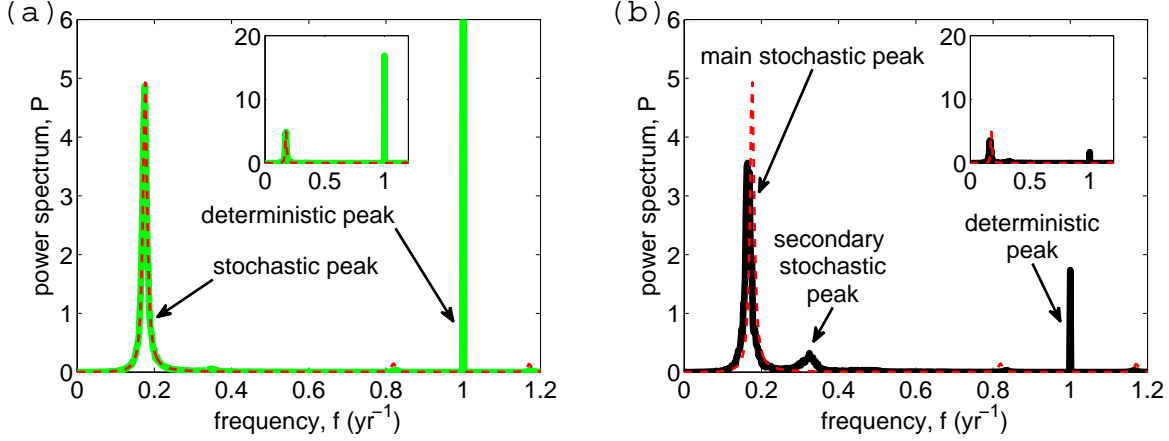 (a)
power spectrum, P
6
5
4
3
2
1
0
0
0.2
0.4
0.6
0.8
1
1.2
frequency, f (yr⁻¹)
20
10
0
0
0.5
1
deterministic peak
stochastic peak
(b)
power spectrum, P
6
5
4
3
2
1
0
0
0.2
0.4
0.6
0.8
1
1.2
frequency, f (yr⁻¹)
main stochastic peak
20
10
0
0
0.5
1
secondary
stochastic
peak
deterministic
peak